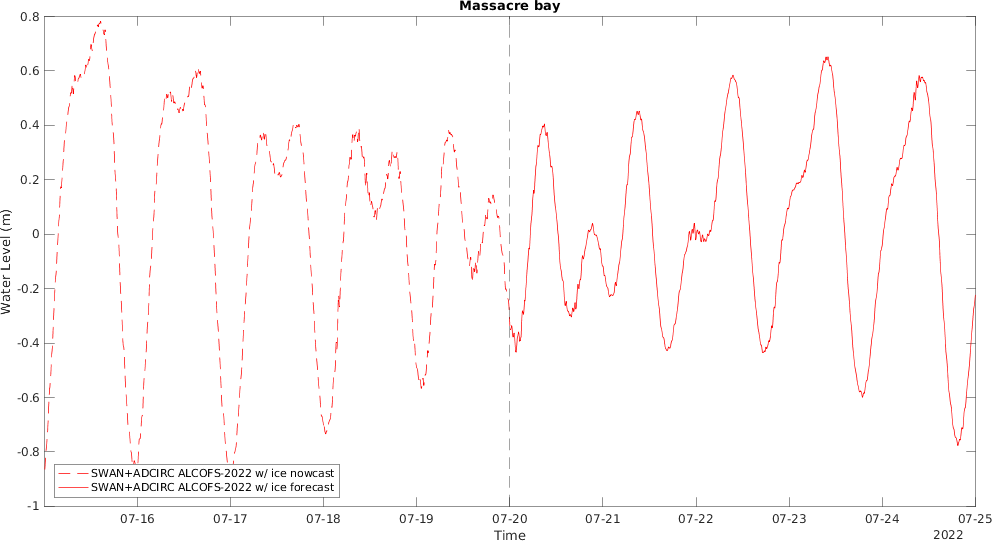 Massacre bay
Water Level (m)
0.8
0.6
0.4
0.2
0
-0.2
-0.4
-0.6
-0.8
-1
SWAN+ADCIRC ALCOFS-2022 w/ ice nowcast
SWAN+ADCIRC ALCOFS-2022 w/ ice forecast
07-16 07-17 07-18 07-19 07-20 07-21 07-22 07-23 07-24 07-25
Time
2022